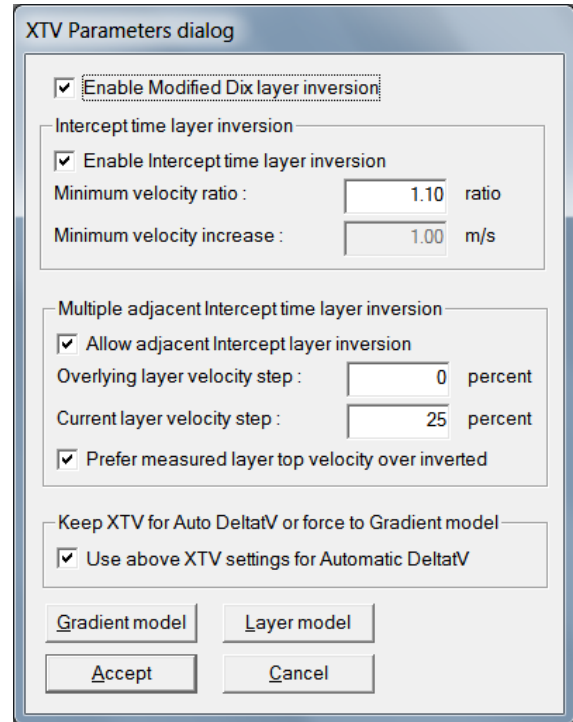 XTV Parameters dialog
Enable Modified Dix layer inversion
Intercept time layer inversion
Enable Intercept time layer inversion
Minimum velocity ratio : 1.10 ratio
Minimum velocity increase : 1.00 m/s
Multiple adjacent Intercept time layer inversion
Allow adjacent Intercept layer inversion
Overlying layer velocity step : 0 percent
Current layer velocity step : 25 percent
Prefer measured layer top velocity over inverted
Keep XTV for Auto DeltatV or force to Gradient model
Use above XTV settings for Automatic DeltatV
Gradient model Layer model
Accept Cancel